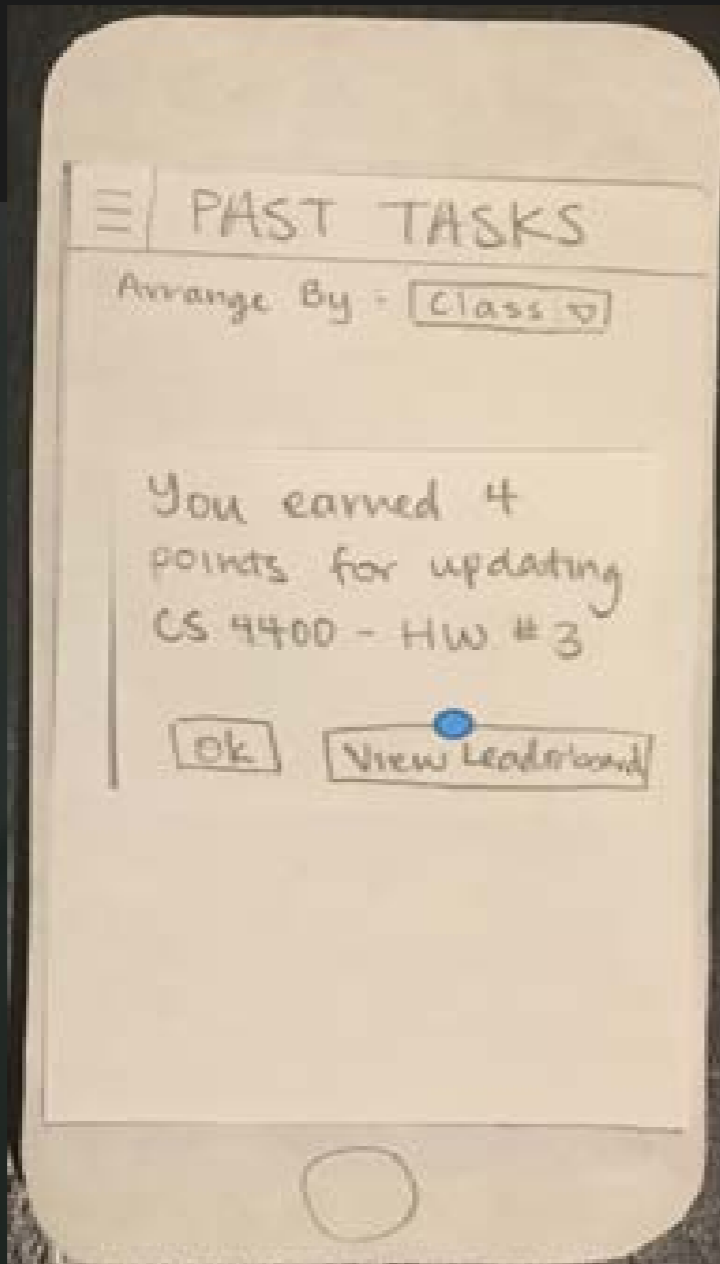 PAST TASKS
Arrange By - Class
You earned 4
points for updating
CS 4400 - HW #3
Ok View Leaderboard